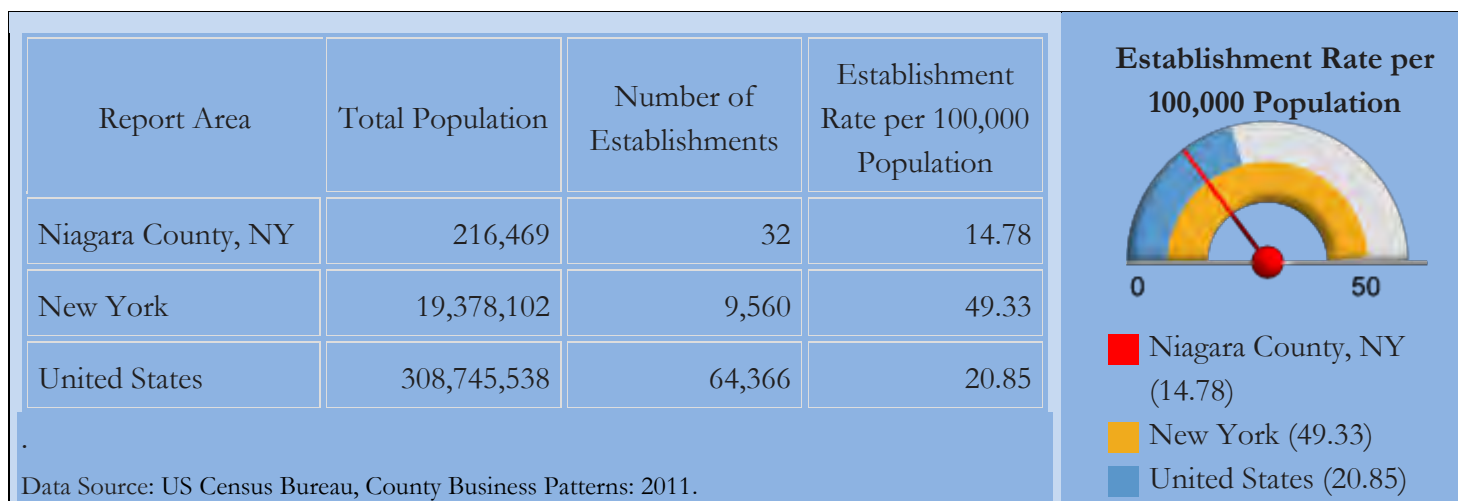 Report Area
Total Population
Number of
Establishments
Establishment
Rate per 100,000
Population
Niagara County, NY 216,469 32 14.78
New York 19,378,102 9,560 49.33
United States 308,745,538 64,366 20.85
.
Data Source: US Census Bureau, County Business Patterns: 2011.
Establishment Rate per
100,000 Population
0 50
Niagara County, NY
(14.78)
New York (49.33)
United States (20.85)